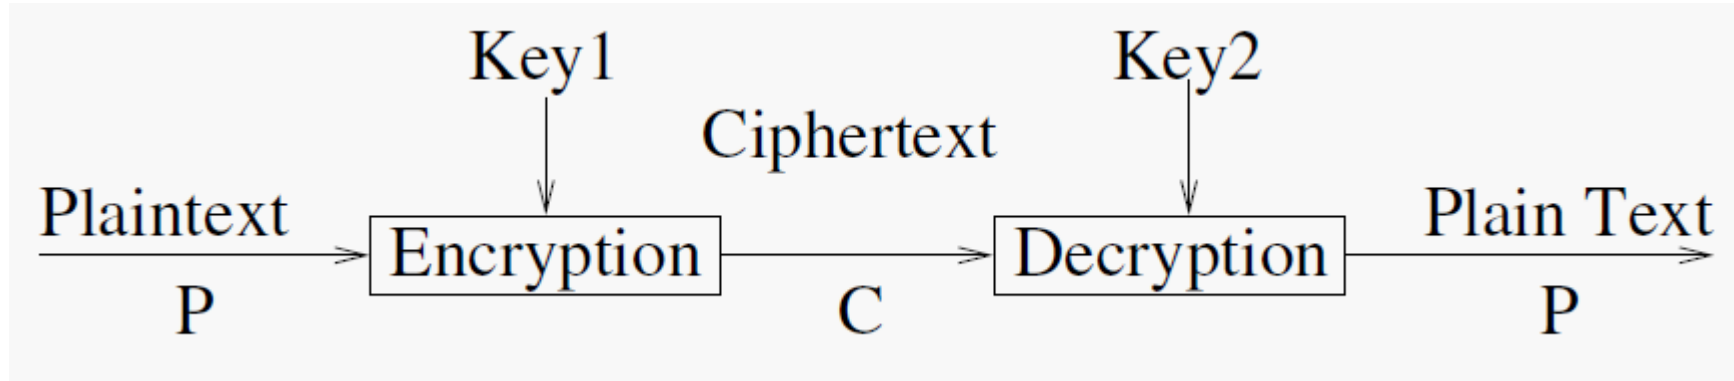 Key1
Key2
Ciphertext
Plaintext
Plain Text
Encryption
Decryption
P
C
P